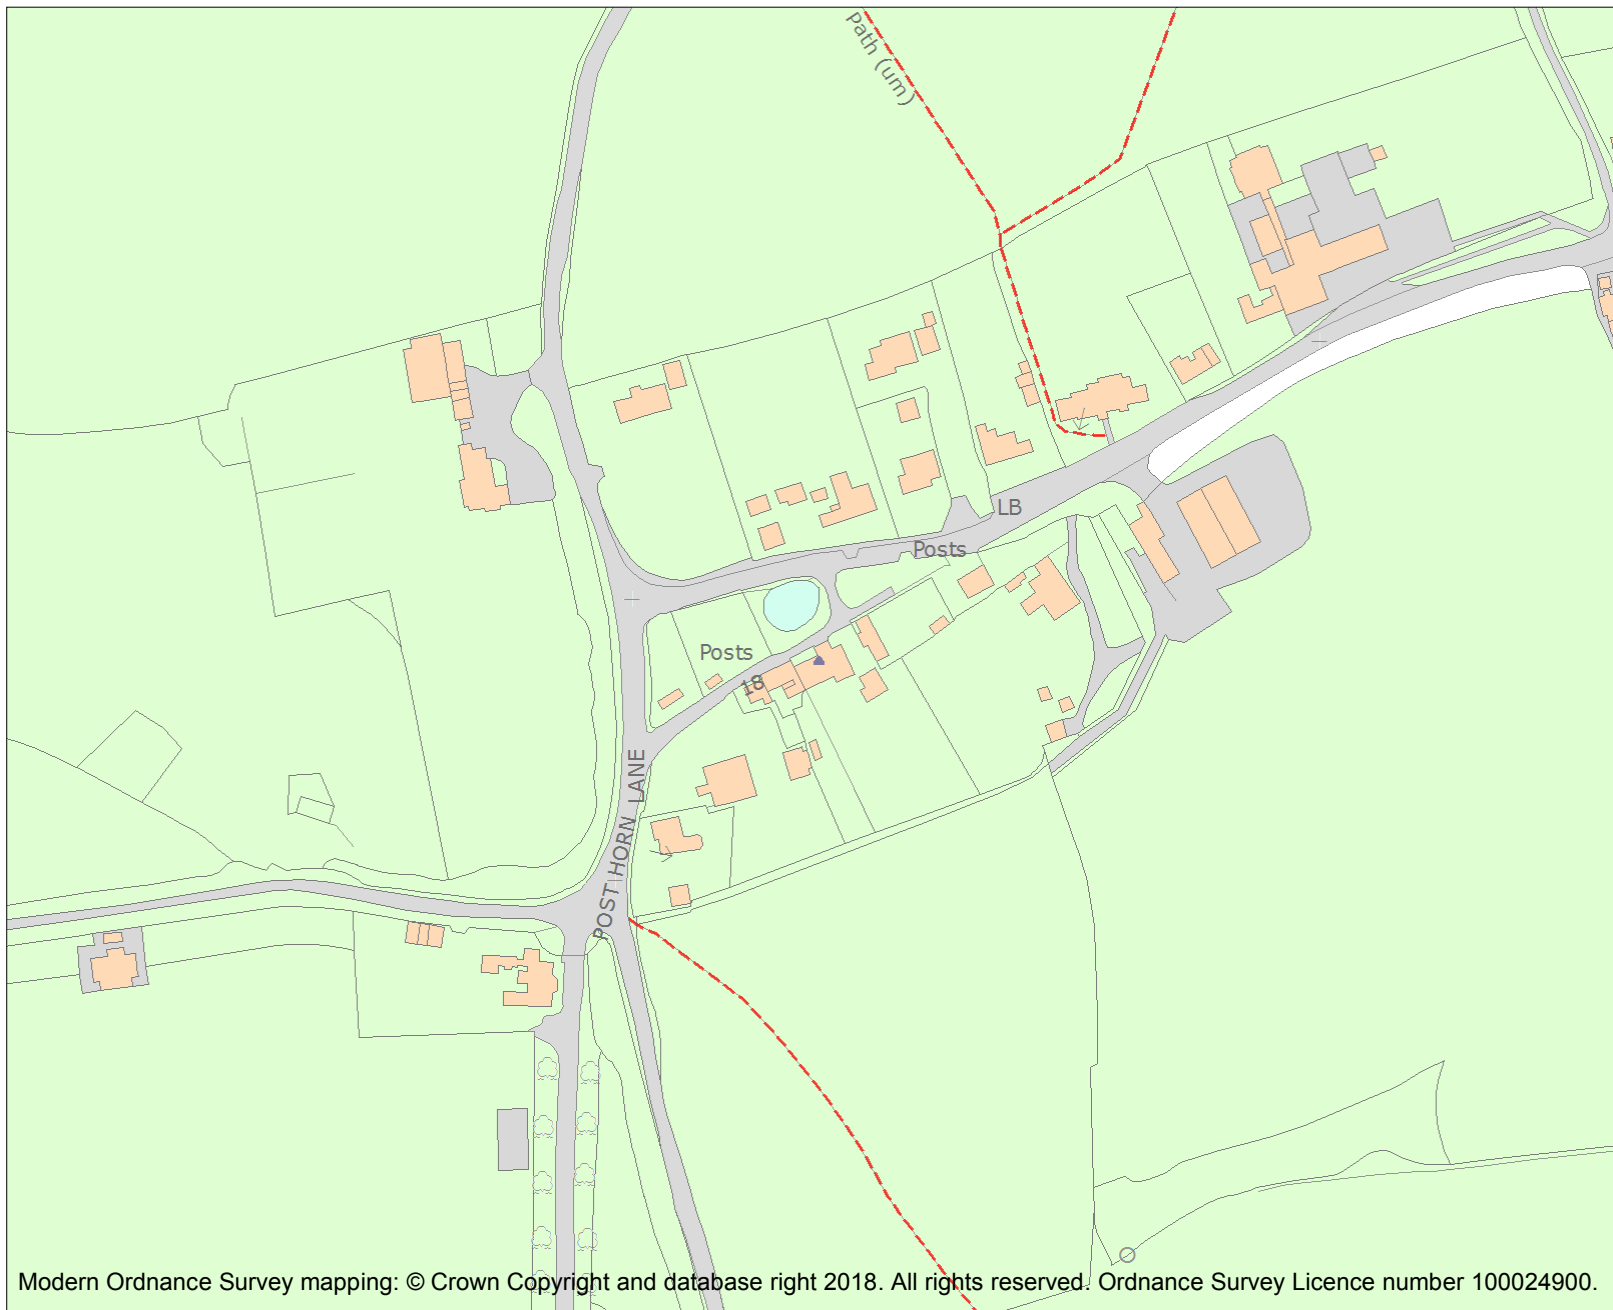 Path (um)
LB
Posts
Posts
18
POST HORN LANE
Modern Ordnance Survey mapping: © Crown Copyright and database right 2018. All rights reserved. Ordnance Survey Licence number 100024900.